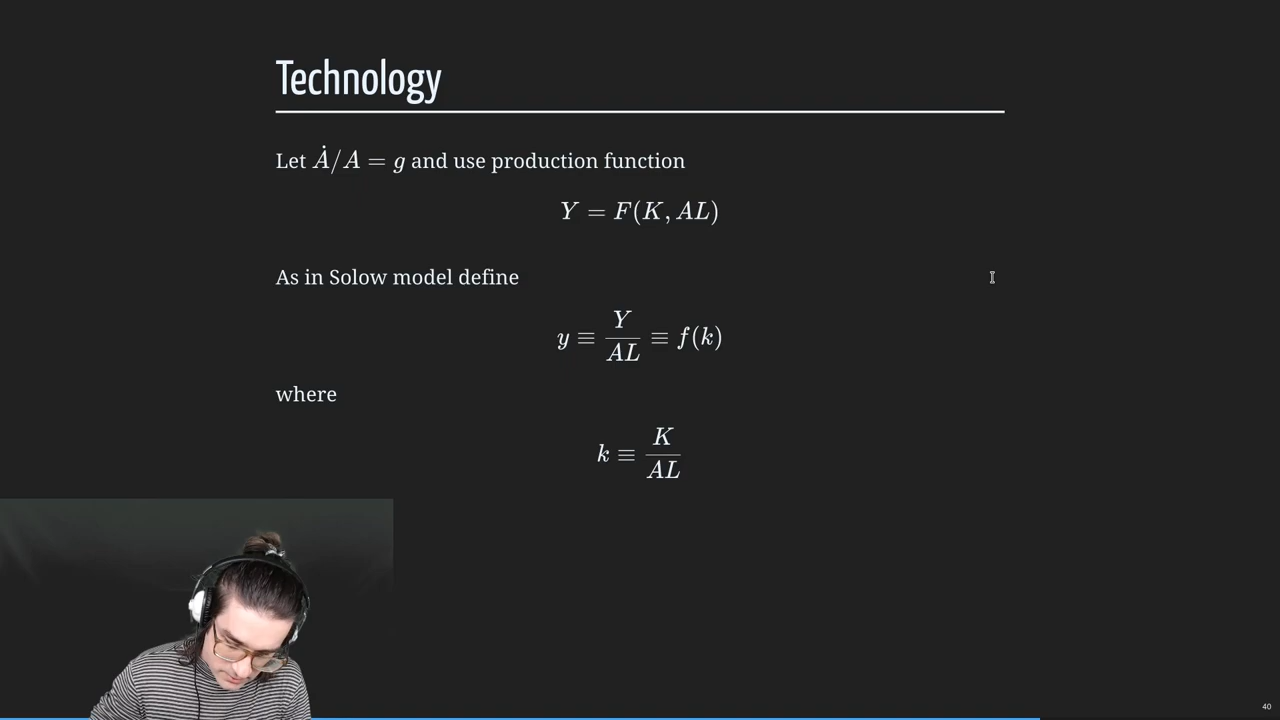 Technology
Let Ȧ/A = g and use production function
Y = F(K, AL)
As in Solow model define
y ≡ Y/AL ≡ f(k)
where
k ≡ K/AL
40